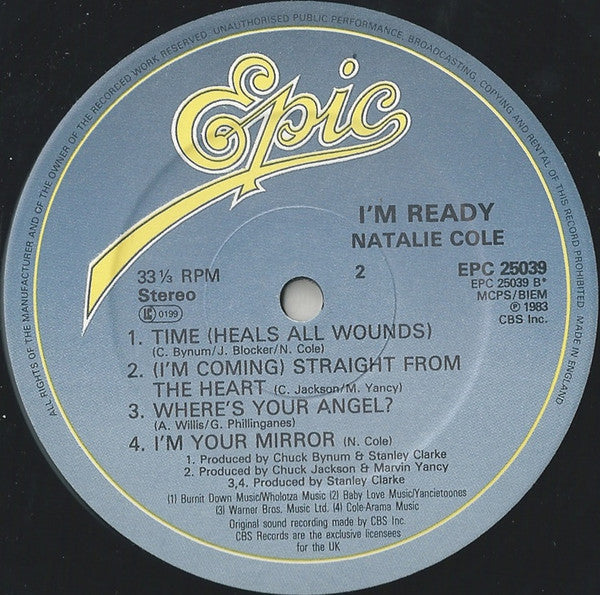 ALL RIGHTS OF THE MANUFACTURER AND OF THE OWNER OF THE RECORDED WORK RESERVED. UNAUTHORISED PUBLIC PERFORMANCE, BROADCASTING, COPYING AND RENTAL OF THIS RECORD PROHIBITED. MADE IN ENGLAND
Epic
I'M READY
NATALIE COLE
33 ⅓ RPM
Stereo
LC 0199
2
EPC 25039
EPC 25039 B*
MCPS/BIEM
℗ 1983
CBS Inc.
1. TIME (HEALS ALL WOUNDS)
(C. Bynum/J. Blocker/N. Cole)
2. (I'M COMING) STRAIGHT FROM
THE HEART (C. Jackson/M. Yancy)
3. WHERE'S YOUR ANGEL?
(A. Willis/G. Phillinganes)
4. I'M YOUR MIRROR (N. Cole)
1. Produced by Chuck Bynum & Stanley Clarke
2. Produced by Chuck Jackson & Marvin Yancy
3,4. Produced by Stanley Clarke
(1) Burnit Down Music/Wholotza Music (2) Baby Love Music/Yancietoones
(3) Warner Bros. Music Ltd. (4) Cole-Arama Music
Original sound recording made by CBS Inc.
CBS Records are the exclusive licensees
for the UK